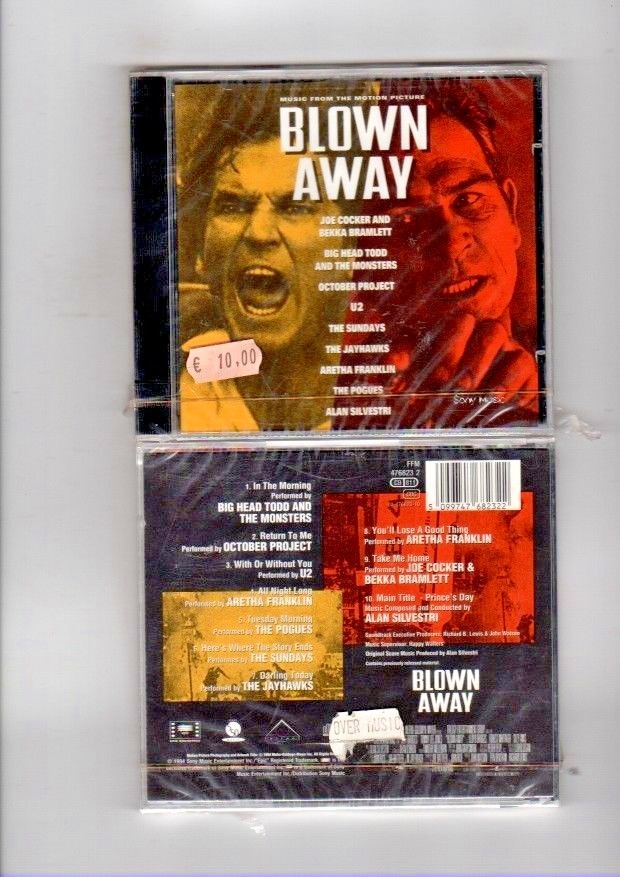 MUSIC FROM THE MOTION PICTURE
BLOWN
AWAY
JOE COCKER AND
BEKKA BRAMLETT
BIG HEAD TODD
AND THE MONSTERS
OCTOBER PROJECT
U2
THE SUNDAYS
THE JAYHAWKS
ARETHA FRANKLIN
THE POGUES
ALAN SILVESTRI
€ 10,00
Sony Music
1. In The Morning
Performed by
BIG HEAD TODD AND
THE MONSTERS
2. Return To Me
Performed by OCTOBER PROJECT
3. With Or Without You
Performed by U2
4. All Night Long
Performed by ARETHA FRANKLIN
5. Tuesday Morning
Performed by THE POGUES
6. Here's Where The Story Ends
Performed by THE SUNDAYS
7. Darling Today
Performed by THE JAYHAWKS
FFM
476823 2
CB 811
5 099747 682322
8. You'll Lose A Good Thing
Performed by ARETHA FRANKLIN
9. Take Me Home
Performed by JOE COCKER &
BEKKA BRAMLETT
10. Main Title - Prince's Day
Music Composed and Conducted by
ALAN SILVESTRI
Soundtrack Executive Producers: Richard B. Lewis & John Watson
Music Supervisor: Happy Walters
Original Score Music Produced by Alan Silvestri
Contains previously released material.
BLOWN
AWAY
OVER MUSIC
Music Entertainment Inc./Distribution Sony Music